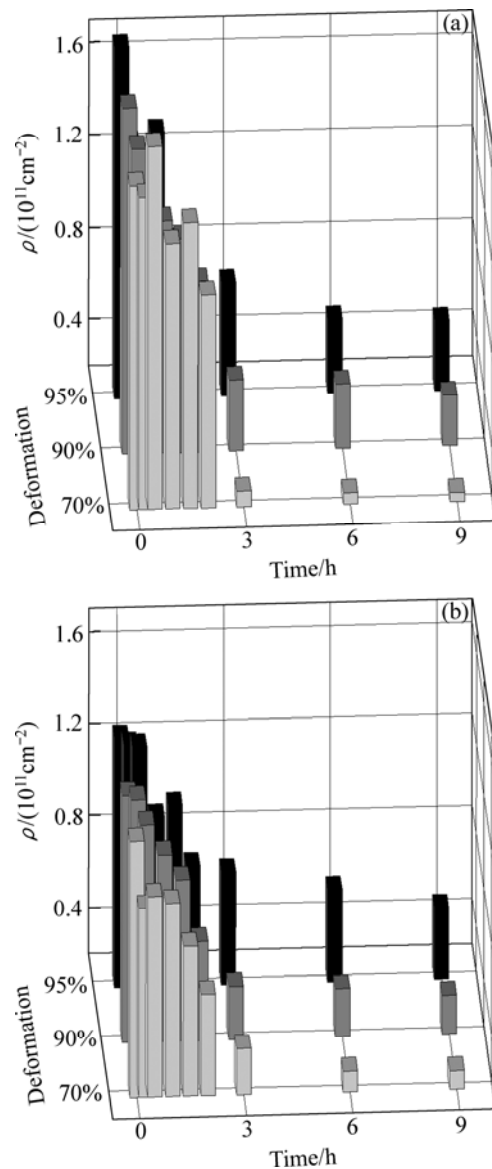 (a)
1.6
1.2
0.8
0.4
ρ/(10¹¹cm⁻²)
95%
90%
70%
Deformation
0 3 6 9
Time/h
(b)
1.6
1.2
0.8
0.4
ρ/(10¹¹cm⁻²)
95%
90%
70%
Deformation
0 3 6 9
Time/h